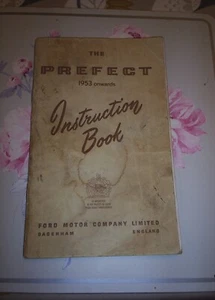 THE
PREFECT
1953 onwards
Instruction
Book
FORD MOTOR COMPANY LIMITED
DAGENHAM ENGLAND